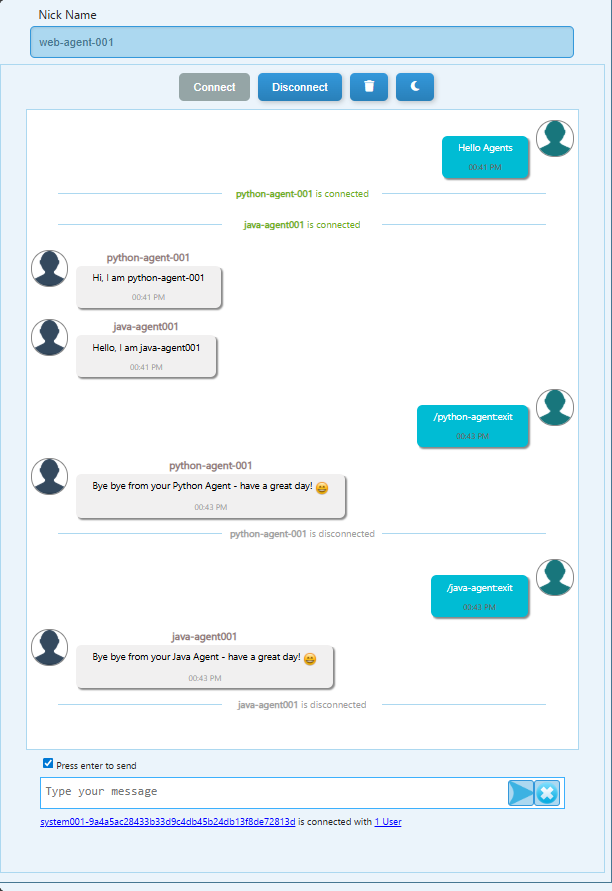 Nick Name
web-agent-001
Connect
Disconnect
Hello Agents
00:41 PM
python-agent-001 is connected
java-agent001 is connected
python-agent-001
Hi, I am python-agent-001
00:41 PM
java-agent001
Hello, I am java-agent001
00:41 PM
/python-agent:exit
00:43 PM
python-agent-001
Bye bye from your Python Agent - have a great day! 😊
00:43 PM
python-agent-001 is disconnected
/java-agent:exit
00:43 PM
java-agent001
Bye bye from your Java Agent - have a great day! 😊
00:43 PM
java-agent001 is disconnected
Press enter to send
Type your message
system001-9a4a5ac28433b33d9c4db45b24db13f8de72813d is connected with 1 User